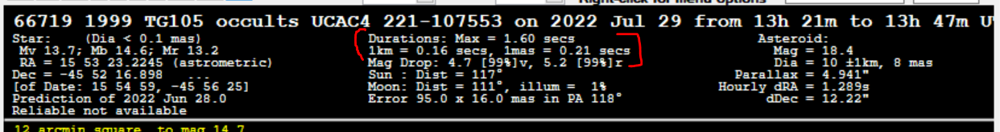 Right-click for menu options
66719 1999 TG105 occults UCAC4 221-107553 on 2022 Jul 29 from 13h 21m to 13h 47m U
Star: (Dia < 0.1 mas) Durations: Max = 1.60 secs Asteroid:
Mv 13.7; Mb 14.6; Mr 13.2 1km = 0.16 secs, 1mas = 0.21 secs Mag = 18.4
RA = 15 53 23.2245 (astrometric) Mag Drop: 4.7 [99%]v, 5.2 [99%]r Dia = 10 ±1km, 8 mas
Dec = -45 52 16.898 ... Sun : Dist = 117° Parallax = 4.941"
[of Date: 15 54 59, -45 56 25] Moon: Dist = 111°, illum = 1% Hourly dRA = 1.289s
Prediction of 2022 Jun 28.0 Error 95.0 x 16.0 mas in PA 118° dDec = 12.22"
Reliable not available
12 arcmin square to mag 14.7